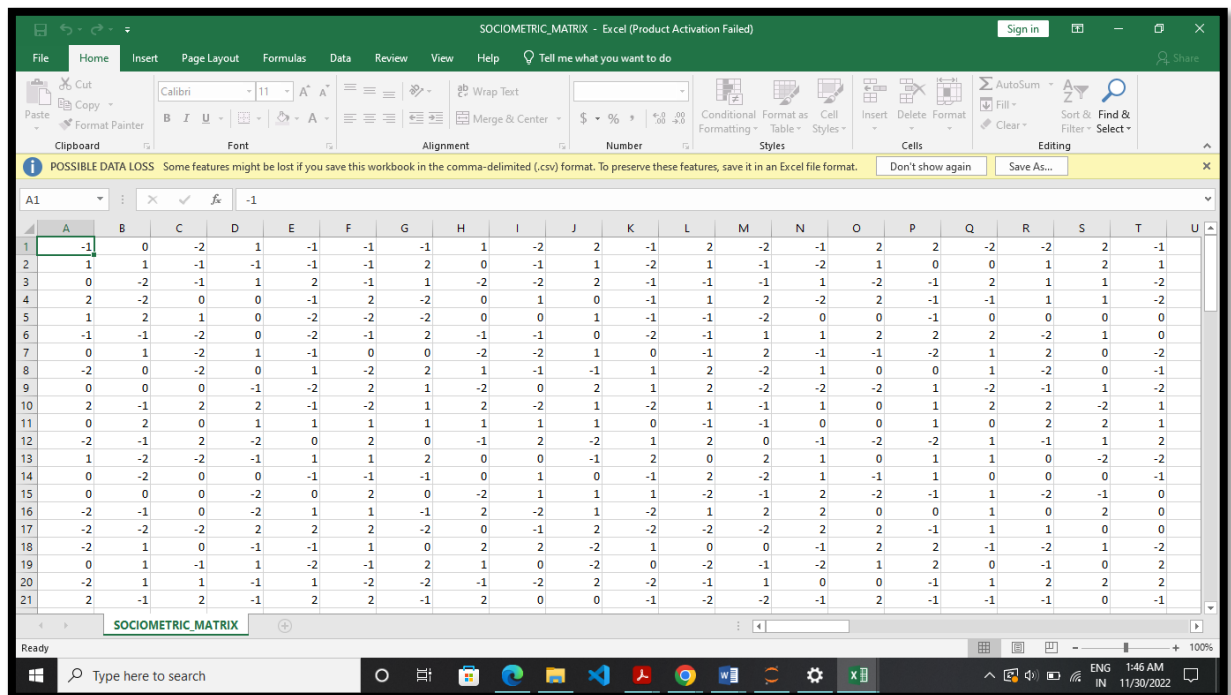 SOCIOMETRIC_MATRIX - Excel (Product Activation Failed) Sign in
File Home Insert Page Layout Formulas Data Review View Help Tell me what you want to do Share
Cut
Copy
Paste
Format Painter
Calibri 11
B I U
Wrap Text
Merge & Center
$ % ,
Conditional Formatting Format as Table Cell Styles
Insert Delete Format
AutoSum
Fill
Clear
Sort & Filter Find & Select
Clipboard Font Alignment Number Styles Cells Editing
POSSIBLE DATA LOSS Some features might be lost if you save this workbook in the comma-delimited (.csv) format. To preserve these features, save it in an Excel file format. Don't show again Save As...
A1 fx -1
A B C D E F G H I J K L M N O P Q R S T U
1 -1 0 -2 1 -1 -1 -1 1 -2 2 -1 2 -2 -1 2 2 -2 -2 2 -1
2 1 1 -1 -1 -1 -1 2 0 -1 1 -2 1 -1 -2 1 0 0 1 2 1
3 0 -2 -1 1 2 -1 1 -2 -2 2 -1 -1 -1 1 -2 -1 2 1 1 -2
4 2 -2 0 0 -1 2 -2 0 1 0 -1 1 2 -2 2 -1 -1 1 1 -2
5 1 2 1 0 -2 -2 -2 0 0 1 -1 -1 -2 0 0 -1 0 0 0 0
6 -1 -1 -2 0 -2 -1 2 -1 -1 0 -2 -1 1 1 2 2 2 -2 1 0
7 0 1 -2 1 -1 0 0 -2 -2 1 0 -1 2 -1 -1 -2 1 2 0 -2
8 -2 0 -2 0 1 -2 2 1 -1 -1 1 2 -2 1 0 0 1 -2 0 -1
9 0 0 0 -1 -2 2 1 -2 0 2 1 2 -2 -2 -2 1 -2 -1 1 -2
10 2 -1 2 2 -1 -2 1 2 -2 1 -2 1 -1 1 0 1 2 2 -2 1
11 0 2 0 1 1 1 1 1 1 1 0 -1 -1 0 0 1 0 2 2 1
12 -2 -1 2 -2 0 2 0 -1 2 -2 1 2 0 -1 -2 -2 1 -1 1 2
13 1 -2 -2 -1 -1 1 2 0 0 -1 2 0 2 1 0 1 1 0 -2 -2
14 0 -2 0 0 -1 -1 -1 0 1 0 -1 2 -2 1 -1 1 0 0 0 -1
15 0 0 0 -2 0 2 0 -2 1 1 1 -2 -1 2 -2 -1 1 -2 -1 0
16 -2 -1 0 -2 1 1 -1 2 -2 1 -2 1 2 2 0 0 1 0 2 0
17 -2 -2 -2 2 2 2 -2 0 -1 2 -2 -2 -2 2 2 -1 1 1 0 0
18 -2 1 0 -1 -1 1 0 2 2 -2 1 0 0 -1 2 2 -1 -2 1 -2
19 0 1 -1 1 -2 -1 2 1 0 -2 0 -2 -1 -2 1 2 0 -1 0 2
20 -2 1 1 -1 1 -2 -2 -1 -2 2 -2 -1 1 0 0 -1 1 2 2 2
21 2 -1 2 -1 2 2 -1 2 0 0 -1 -2 -2 -1 2 -1 -1 -1 0 -1
SOCIOMETRIC_MATRIX
Ready 100%
Type here to search ENG IN 1:46 AM 11/30/2022